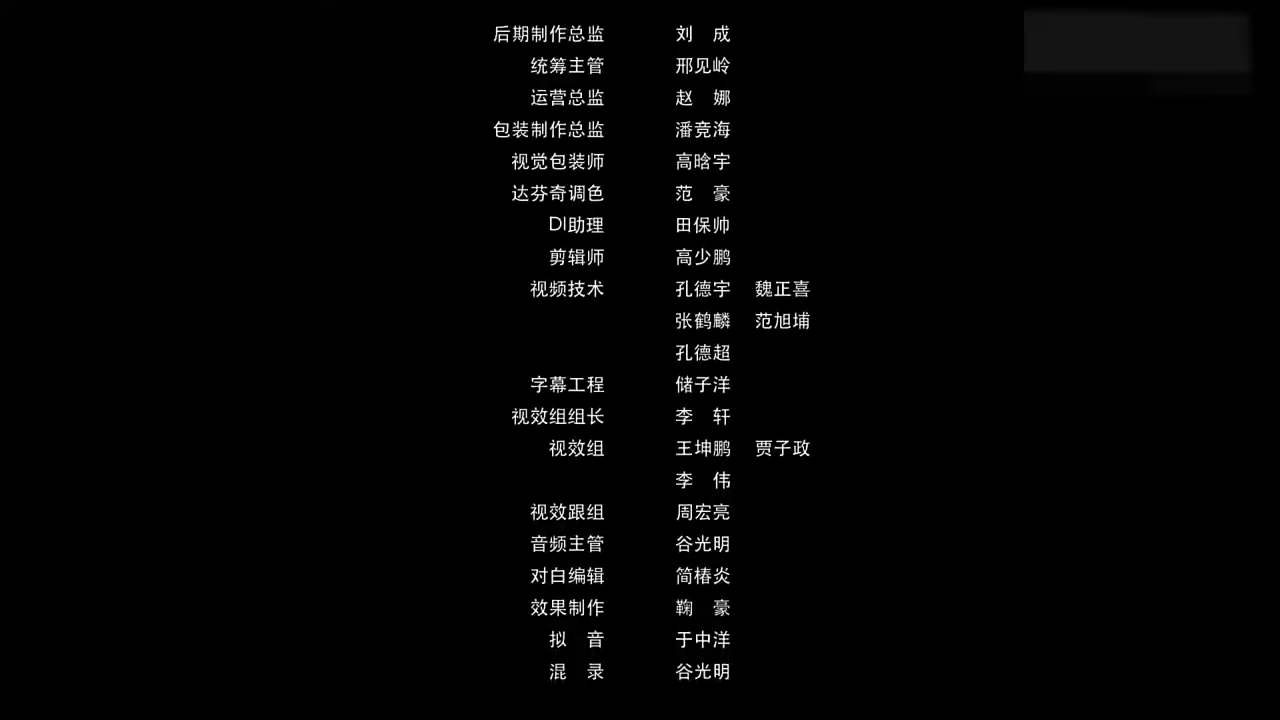 后期制作总监 刘 成
统筹主管 邢见岭
运营总监 赵 娜
包装制作总监 潘竞海
视觉包装师 高晗宇
达芬奇调色 范 豪
DI助理 田保帅
剪辑师 高少鹏
视频技术 孔德宇 魏正喜
张鹤麟 范旭埔
孔德超
字幕工程 储子洋
视效组组长 李 轩
视效组 王坤鹏 贾子政
李 伟
视效跟组 周宏亮
音频主管 谷光明
对白编辑 简椿炎
效果制作 鞠 豪
拟 音 于中洋
混 录 谷光明